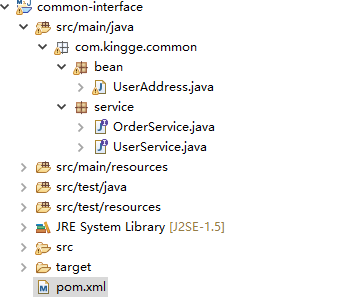 common-interface
src/main/java
com.kingge.common
bean
UserAddress.java
service
OrderService.java
UserService.java
src/main/resources
src/test/java
src/test/resources
JRE System Library [J2SE-1.5]
src
target
pom.xml